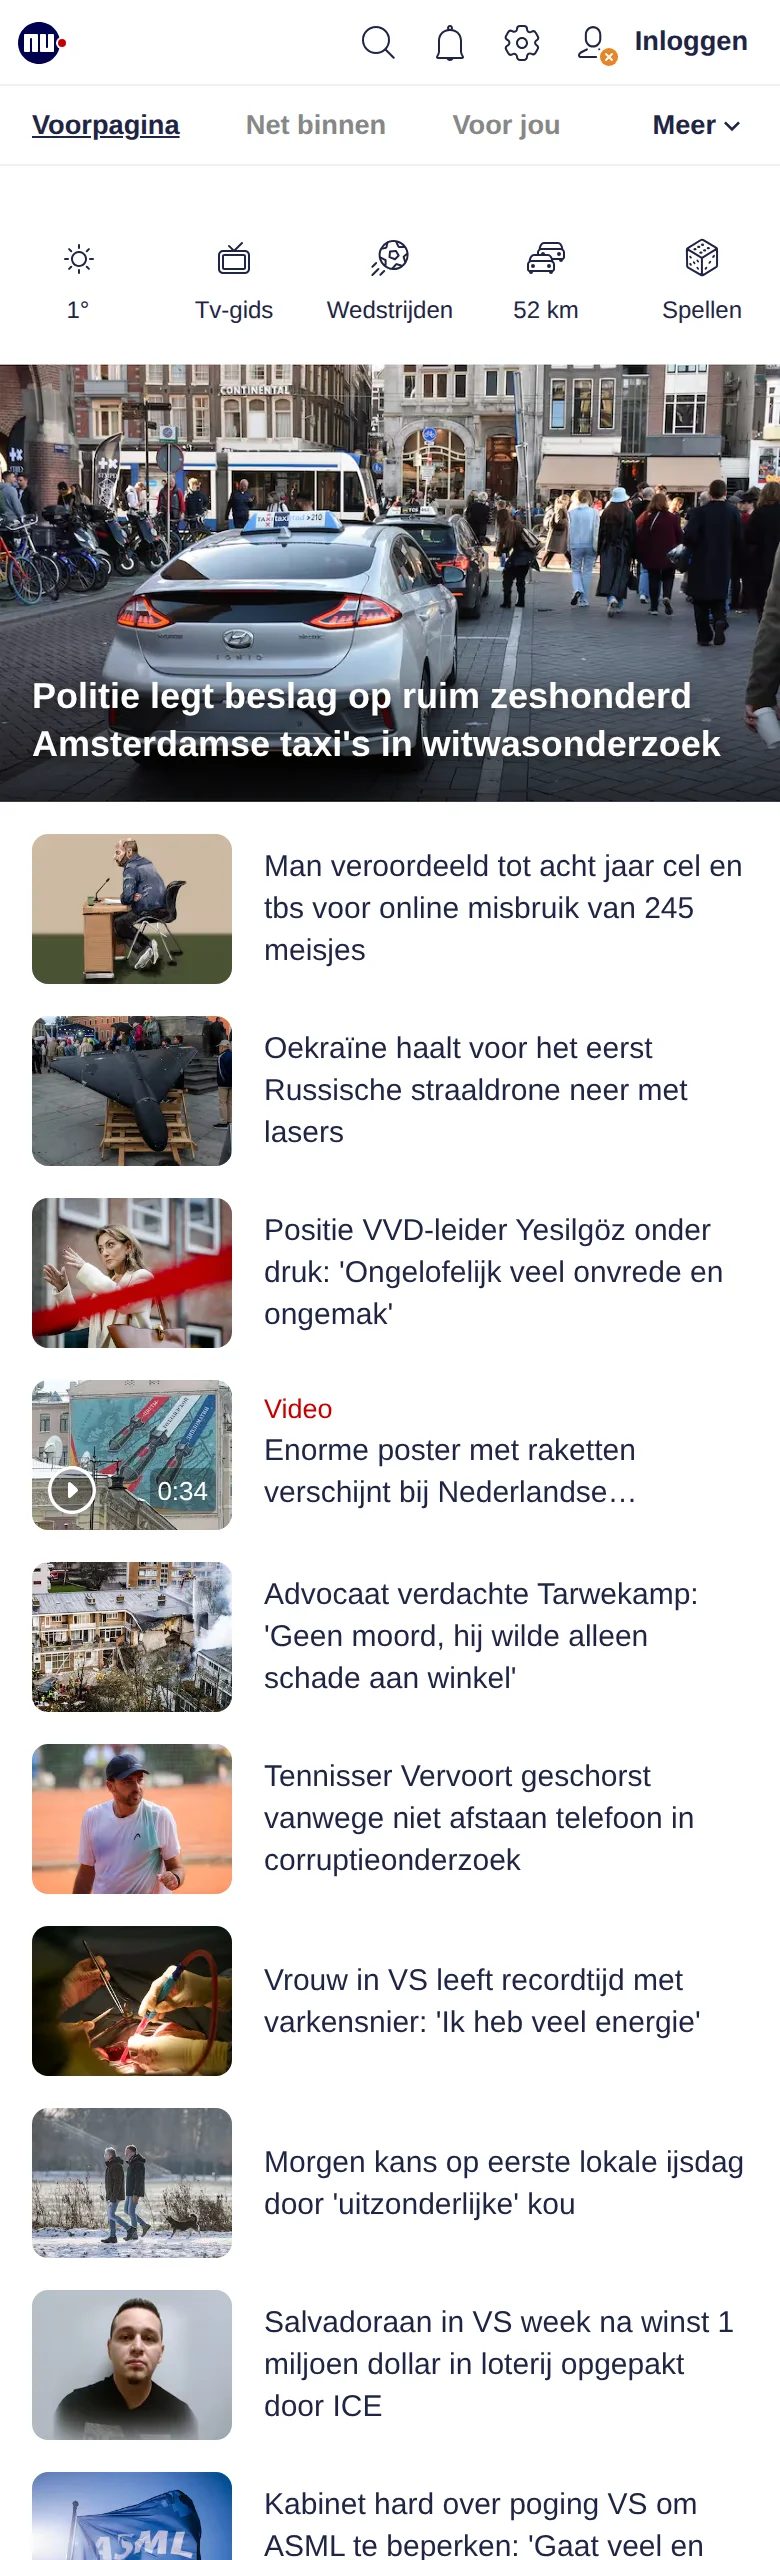 nu
Inloggen
Voorpagina
Net binnen
Voor jou
Meer
1°
Tv-gids
Wedstrijden
52 km
Spellen
CONTINENTAL
Politie legt beslag op ruim zeshonderd
Amsterdamse taxi's in witwasonderzoek
Man veroordeeld tot acht jaar cel en
tbs voor online misbruik van 245
meisjes
Oekraïne haalt voor het eerst
Russische straaldrone neer met
lasers
Positie VVD-leider Yesilgöz onder
druk: 'Ongelofelijk veel onvrede en
ongemak'
0:34
Video
Enorme poster met raketten
verschijnt bij Nederlandse…
Advocaat verdachte Tarwekamp:
'Geen moord, hij wilde alleen
schade aan winkel'
Tennisser Vervoort geschorst
vanwege niet afstaan telefoon in
corruptieonderzoek
Vrouw in VS leeft recordtijd met
varkensnier: 'Ik heb veel energie'
Morgen kans op eerste lokale ijsdag
door 'uitzonderlijke' kou
Salvadoraan in VS week na winst 1
miljoen dollar in loterij opgepakt
door ICE
ASML
Kabinet hard over poging VS om
ASML te beperken: 'Gaat veel en